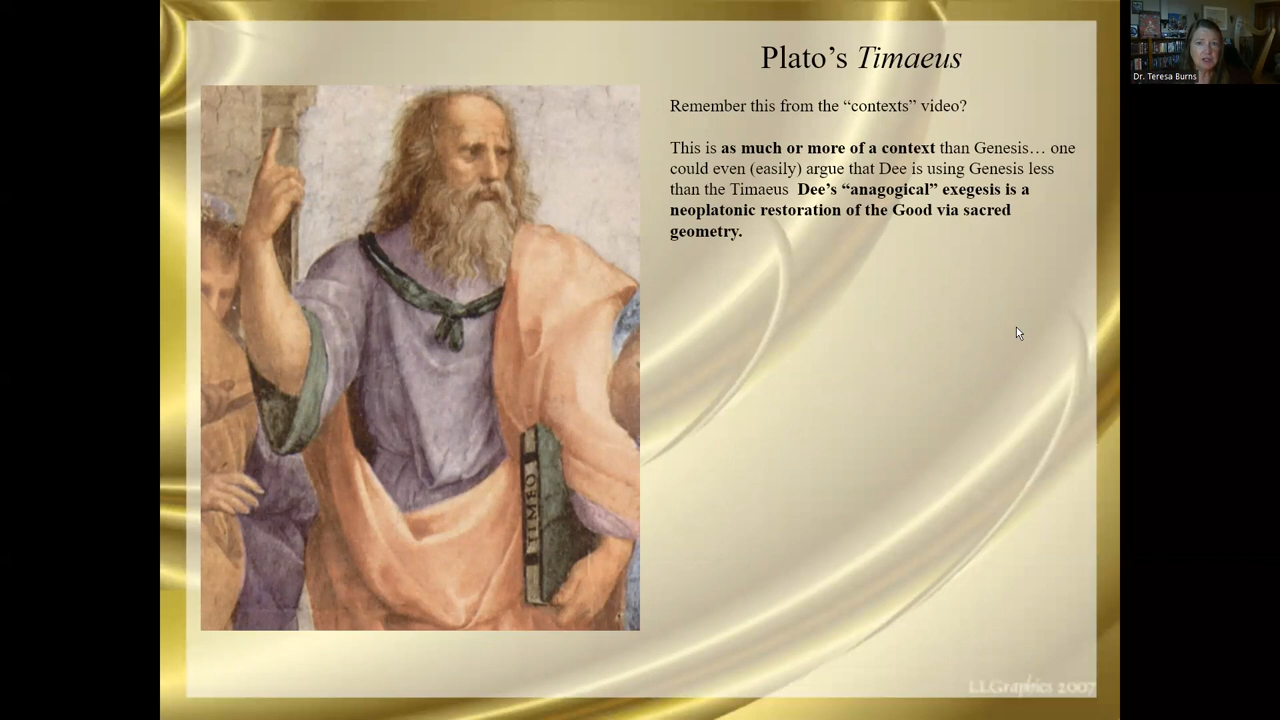 Plato’s Timaeus
Remember this from the “contexts” video?
This is as much or more of a context than Genesis… one
could even (easily) argue that Dee is using Genesis less
than the Timaeus  Dee’s “anagogical” exegesis is a
neoplatonic restoration of the Good via sacred
geometry.
TIMEO
LLGraphics 2007
Dr. Teresa Burns